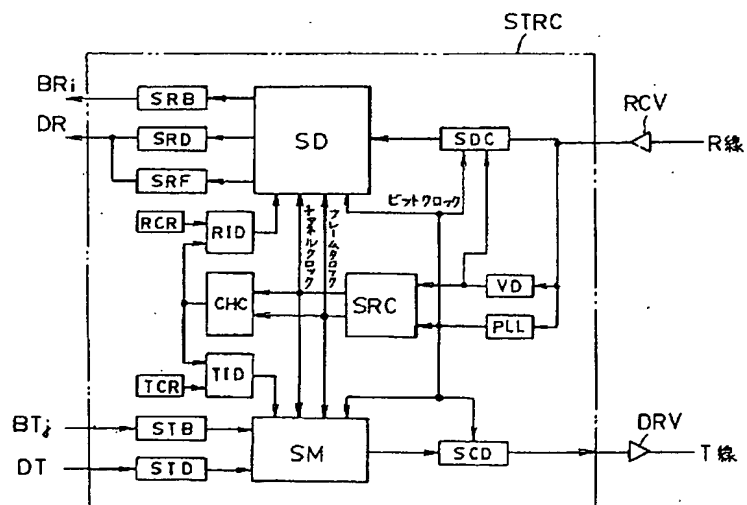 STRC
BRi
SRB
RCV
DR
SRD
SD
SDC
R線
SRF
ビットクロック
チャネルクロック
フレームクロック
RCR
RID
CHC
SRC
VD
PLL
TCR
TID
BTj
STB
DRV
DT
STD
SM
SCD
T線